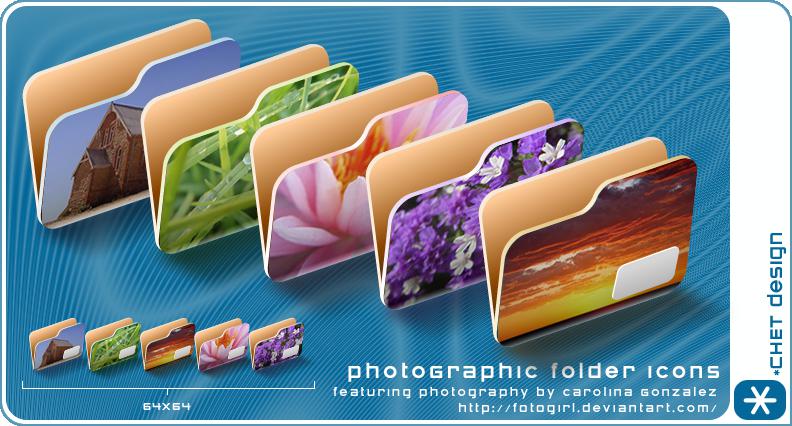 photographic folder icons
featuring photography by carolina gonzalez
http://fotogirl.deviantart.com/
64x64
*CHET design